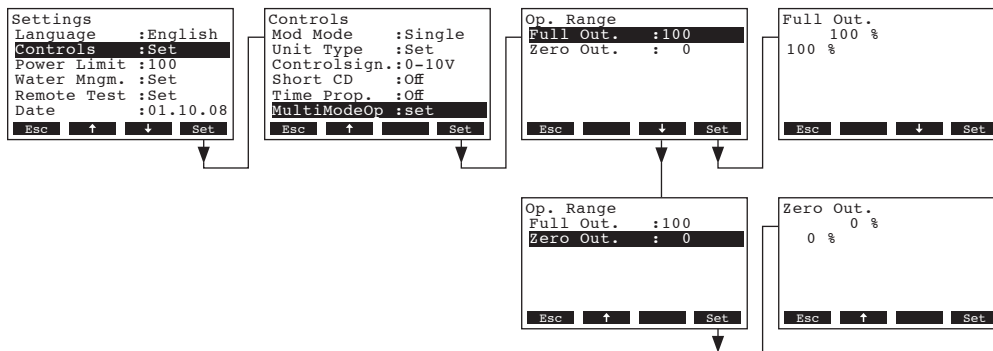 Settings
Language :English
Controls :Set
Power Limit :100
Water Mngm. :Set
Remote Test :Set
Date :01.10.08
Esc ↑ ↓ Set
Controls
Mod Mode :Single
Unit Type :Set
Controlsign.:0-10V
Short CD :Off
Time Prop. :Off
MultiModeOp :set
Esc ↑ Set
Op. Range
Full Out. :100
Zero Out. : 0
Esc ↓ Set
Full Out.
100 %
100 %
Esc ↓ Set
Op. Range
Full Out. :100
Zero Out. : 0
Esc ↑ Set
Zero Out.
0 %
0 %
Esc ↑ Set